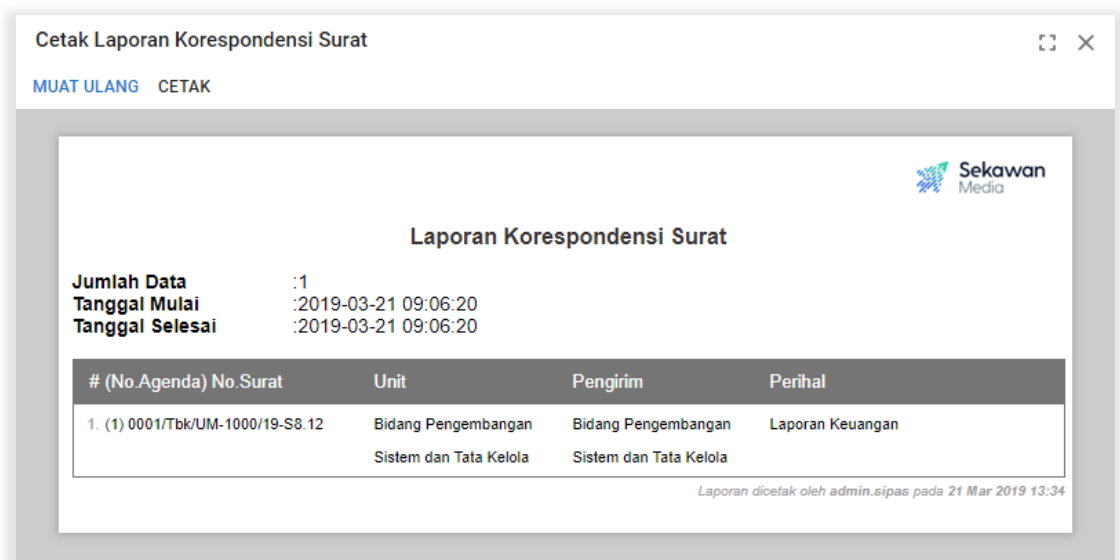 Cetak Laporan Korespondensi Surat
MUAT ULANG CETAK
Sekawan
Media
Laporan Korespondensi Surat
Jumlah Data :1
Tanggal Mulai :2019-03-21 09:06:20
Tanggal Selesai :2019-03-21 09:06:20
# (No.Agenda) No.Surat Unit Pengirim Perihal
1. (1) 0001/Tbk/UM-1000/19-S8.12 Bidang Pengembangan Bidang Pengembangan Laporan Keuangan
Sistem dan Tata Kelola Sistem dan Tata Kelola
Laporan dicetak oleh admin.sipas pada 21 Mar 2019 13:34